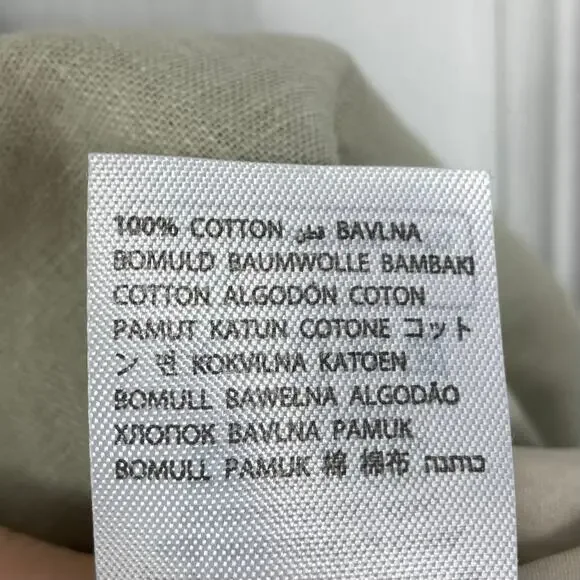 100% COTTON قطن BAVLNA
BOMULD BAUMWOLLE BAMBAKI
COTTON ALGODÓN COTON
PAMUT KATUN COTONE コット
ン 면 KOKVILNA KATOEN
BOMULL BAWEŁNA ALGODÃO
ХЛОПОК BAVLNA PAMUK
BOMULL PAMUK 棉 棉布 כותנה